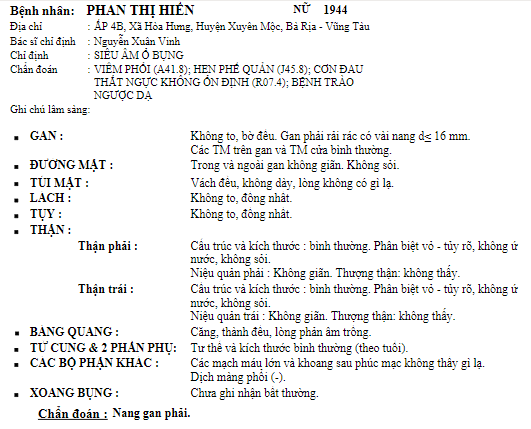 Bệnh nhân: PHAN THỊ HIẾN NỮ 1944
Địa chỉ : ẤP 4B, Xã Hòa Hưng, Huyện Xuyên Mộc, Bà Rịa - Vũng Tàu
Bác sĩ chỉ định : Nguyễn Xuân Vinh
Chỉ định : SIÊU ÂM Ổ BỤNG
Chẩn đoán : VIÊM PHỔI (A41.8); HEN PHẾ QUẢN (J45.8); CƠN ĐAU
THẮT NGỰC KHÔNG ỔN ĐỊNH (R07.4); BỆNH TRÀO
NGƯỢC DẠ
Ghi chú lâm sàng:
▪ GAN : Không to, bờ đều. Gan phải rải rác có vài nang d≤ 16 mm.
Các TM trên gan và TM cửa bình thường.
▪ ĐƯỜNG MẬT : Trong và ngoài gan không giãn. Không sỏi.
▪ TÚI MẬT : Vách đều, không dày, lòng không có gì lạ.
▪ LÁCH : Không to, đồng nhất.
▪ TỤY : Không to, đồng nhất.
▪ THẬN :
Thận phải : Cấu trúc và kích thước : bình thường. Phân biệt vỏ - tủy rõ, không ứ
nước, không sỏi.
Niệu quản phải : Không giãn. Thượng thận: không thấy.
Thận trái : Cấu trúc và kích thước : bình thường. Phân biệt vỏ - tủy rõ, không ứ
nước, không sỏi.
Niệu quản trái : Không giãn. Thượng thận: không thấy.
▪ BÀNG QUANG : Căng, thành đều, lòng phản âm trống.
▪ TỬ CUNG & 2 PHẦN PHỤ: Tư thế và kích thước bình thường (theo tuổi).
▪ CÁC BỘ PHẬN KHÁC : Các mạch máu lớn và khoang sau phúc mạc không thấy gì lạ.
Dịch màng phổi (-).
▪ XOANG BỤNG : Chưa ghi nhận bất thường.
Chẩn đoán : Nang gan phải.